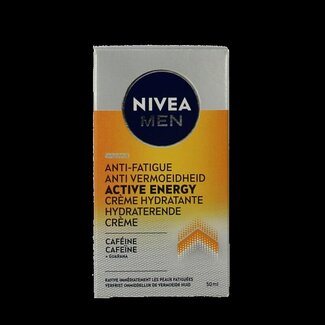 NIVEA
MEN
ANTI-FATIGUE
ANTI VERMOEIDHEID
ACTIVE ENERGY
CRÈME HYDRATANTE
HYDRATERENDE
CRÈME
CAFÉINE
CAFEÏNE
+ GUARANA
RAVIVE IMMÉDIATEMENT LES PEAUX FATIGUÉES
VERFRIST ONMIDDELLIJK DE VERMOEIDE HUID
50ml